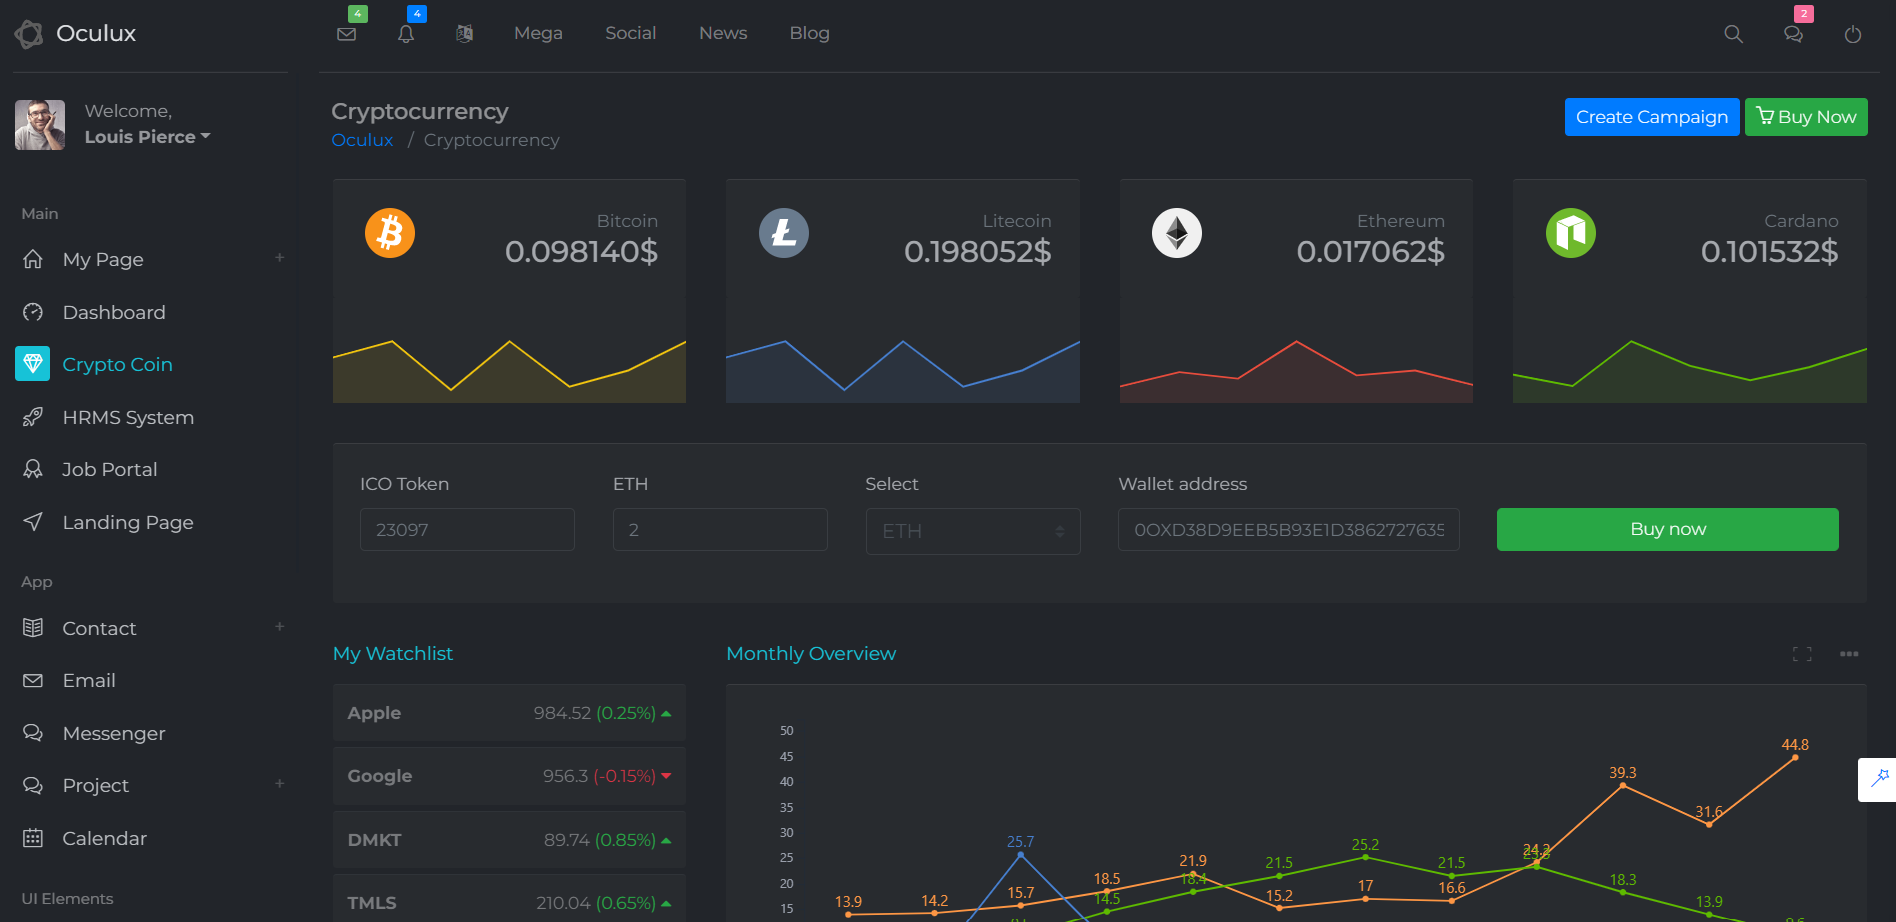 Oculux
4
4
Mega
Social
News
Blog
2
Welcome,
Louis Pierce
Main
My Page
+
Dashboard
Crypto Coin
HRMS System
Job Portal
Landing Page
App
Contact
+
Email
Messenger
Project
+
Calendar
UI Elements
Cryptocurrency
Oculux / Cryptocurrency
Create Campaign
Buy Now
Bitcoin
0.098140$
Litecoin
0.198052$
Ethereum
0.017062$
Cardano
0.101532$
ICO Token
23097
ETH
2
Select
ETH
Wallet address
0OXD38D9EEB5B93E1D3862727635
Buy now
My Watchlist
Apple 984.52 (0.25%)
Google 956.3 (-0.15%)
DMKT 89.74 (0.85%)
TMLS 210.04 (0.65%)
Monthly Overview
50
45
40
35
30
25
20
15
13.9
14.2
15.7
18.5
21.9
15.2
17
16.6
24.2
39.3
31.6
44.8
25.7
14.5
18.4
21.5
25.2
21.5
18.3
13.9